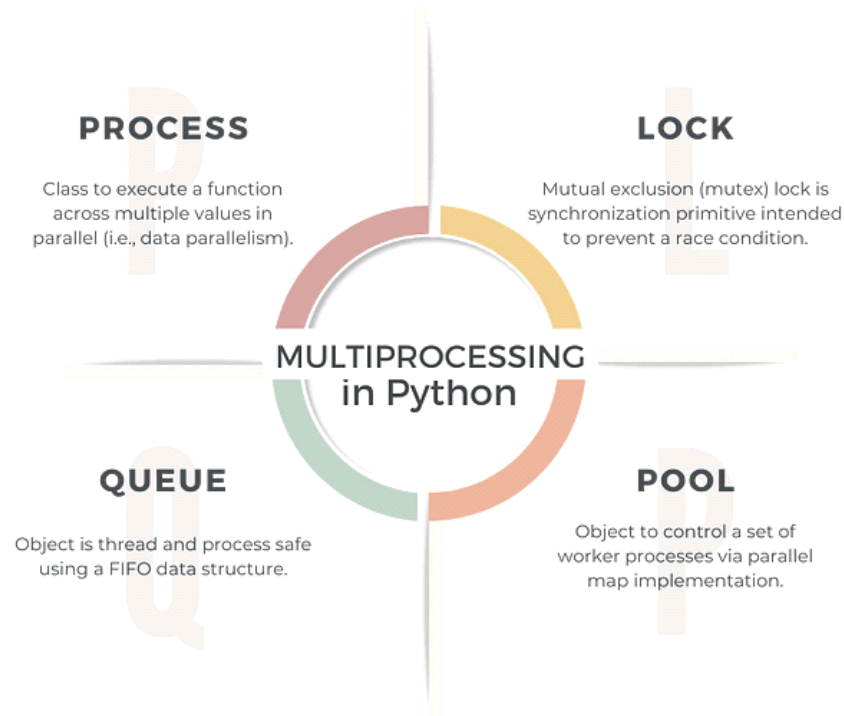 PROCESS
Class to execute a function
across multiple values in
parallel (i.e., data parallelism).
LOCK
Mutual exclusion (mutex) lock is
synchronization primitive intended
to prevent a race condition.
MULTIPROCESSING
in Python
QUEUE
Object is thread and process safe
using a FIFO data structure.
POOL
Object to control a set of
worker processes via parallel
map implementation.
P
L
Q
P